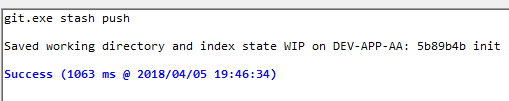 git.exe stash push
Saved working directory and index state WIP on DEV-APP-AA: 5b89b4b init
Success (1063 ms @ 2018/04/05 19:46:34)